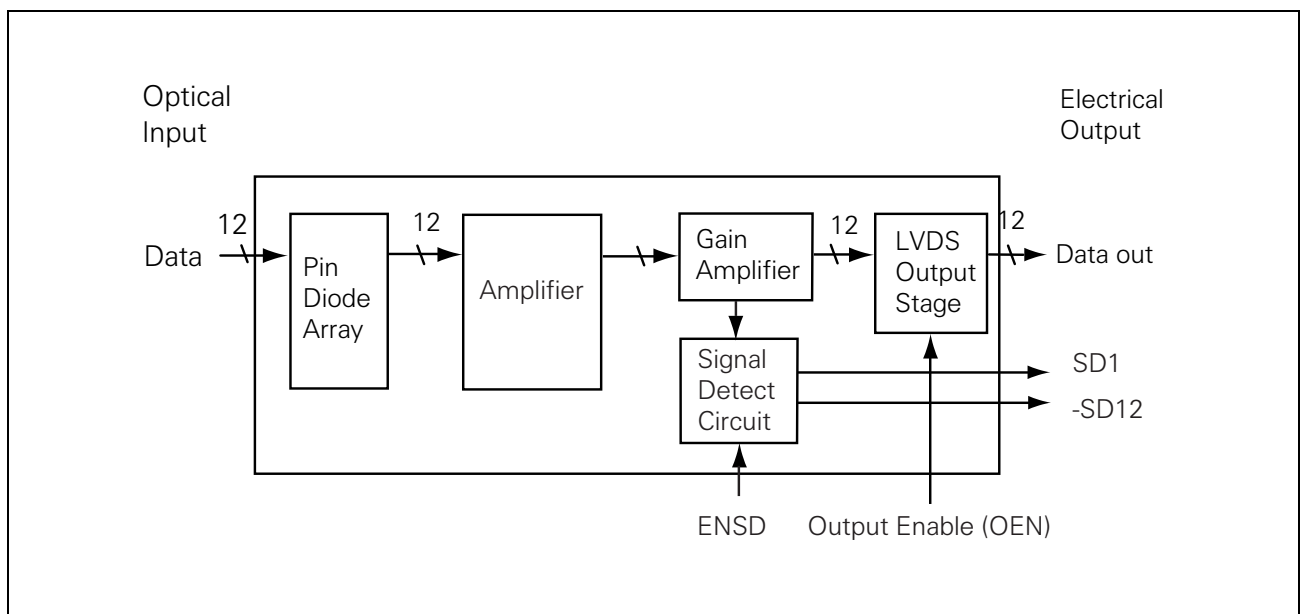 Optical
Input
Electrical
Output
12
12
12
12
Data
Pin
Diode
Array
Amplifier
Gain
Amplifier
LVDS
Output
Stage
Data out
Signal
Detect
Circuit
SD1
-SD12
ENSD
Output Enable (OEN)